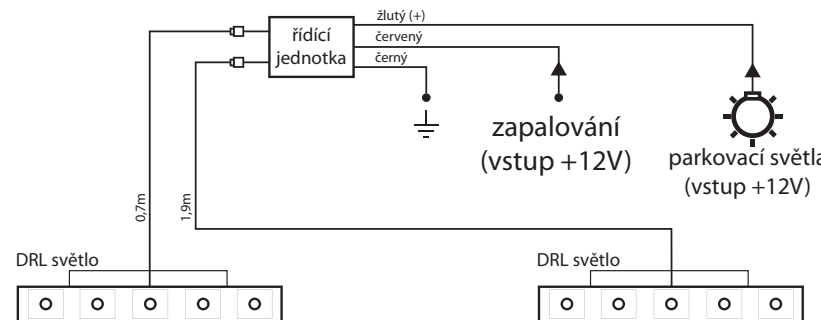 žlutý (+)
řídící
jednotka
červený
černý
zapalování
(vstup +12V)
parkovací světla
(vstup +12V)
0,7m
1,9m
DRL světlo
DRL světlo